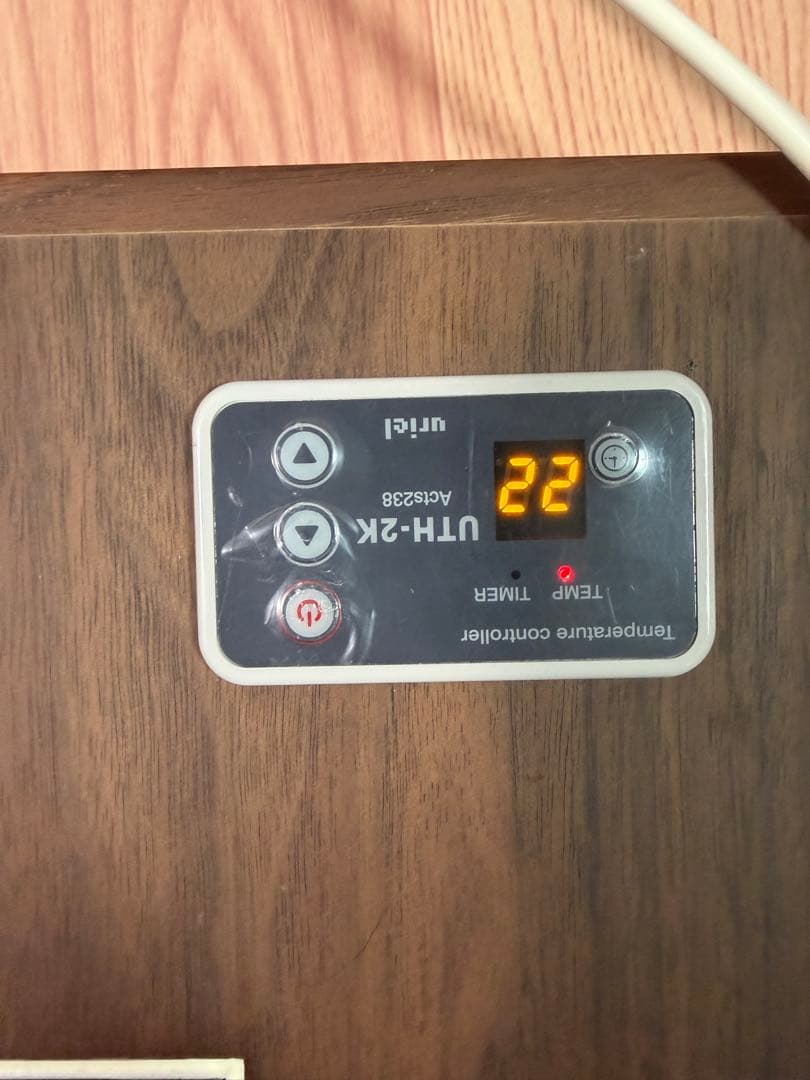 Temperature controller
TEMP TIMER
22
UTH-2K
Acts238
uriel